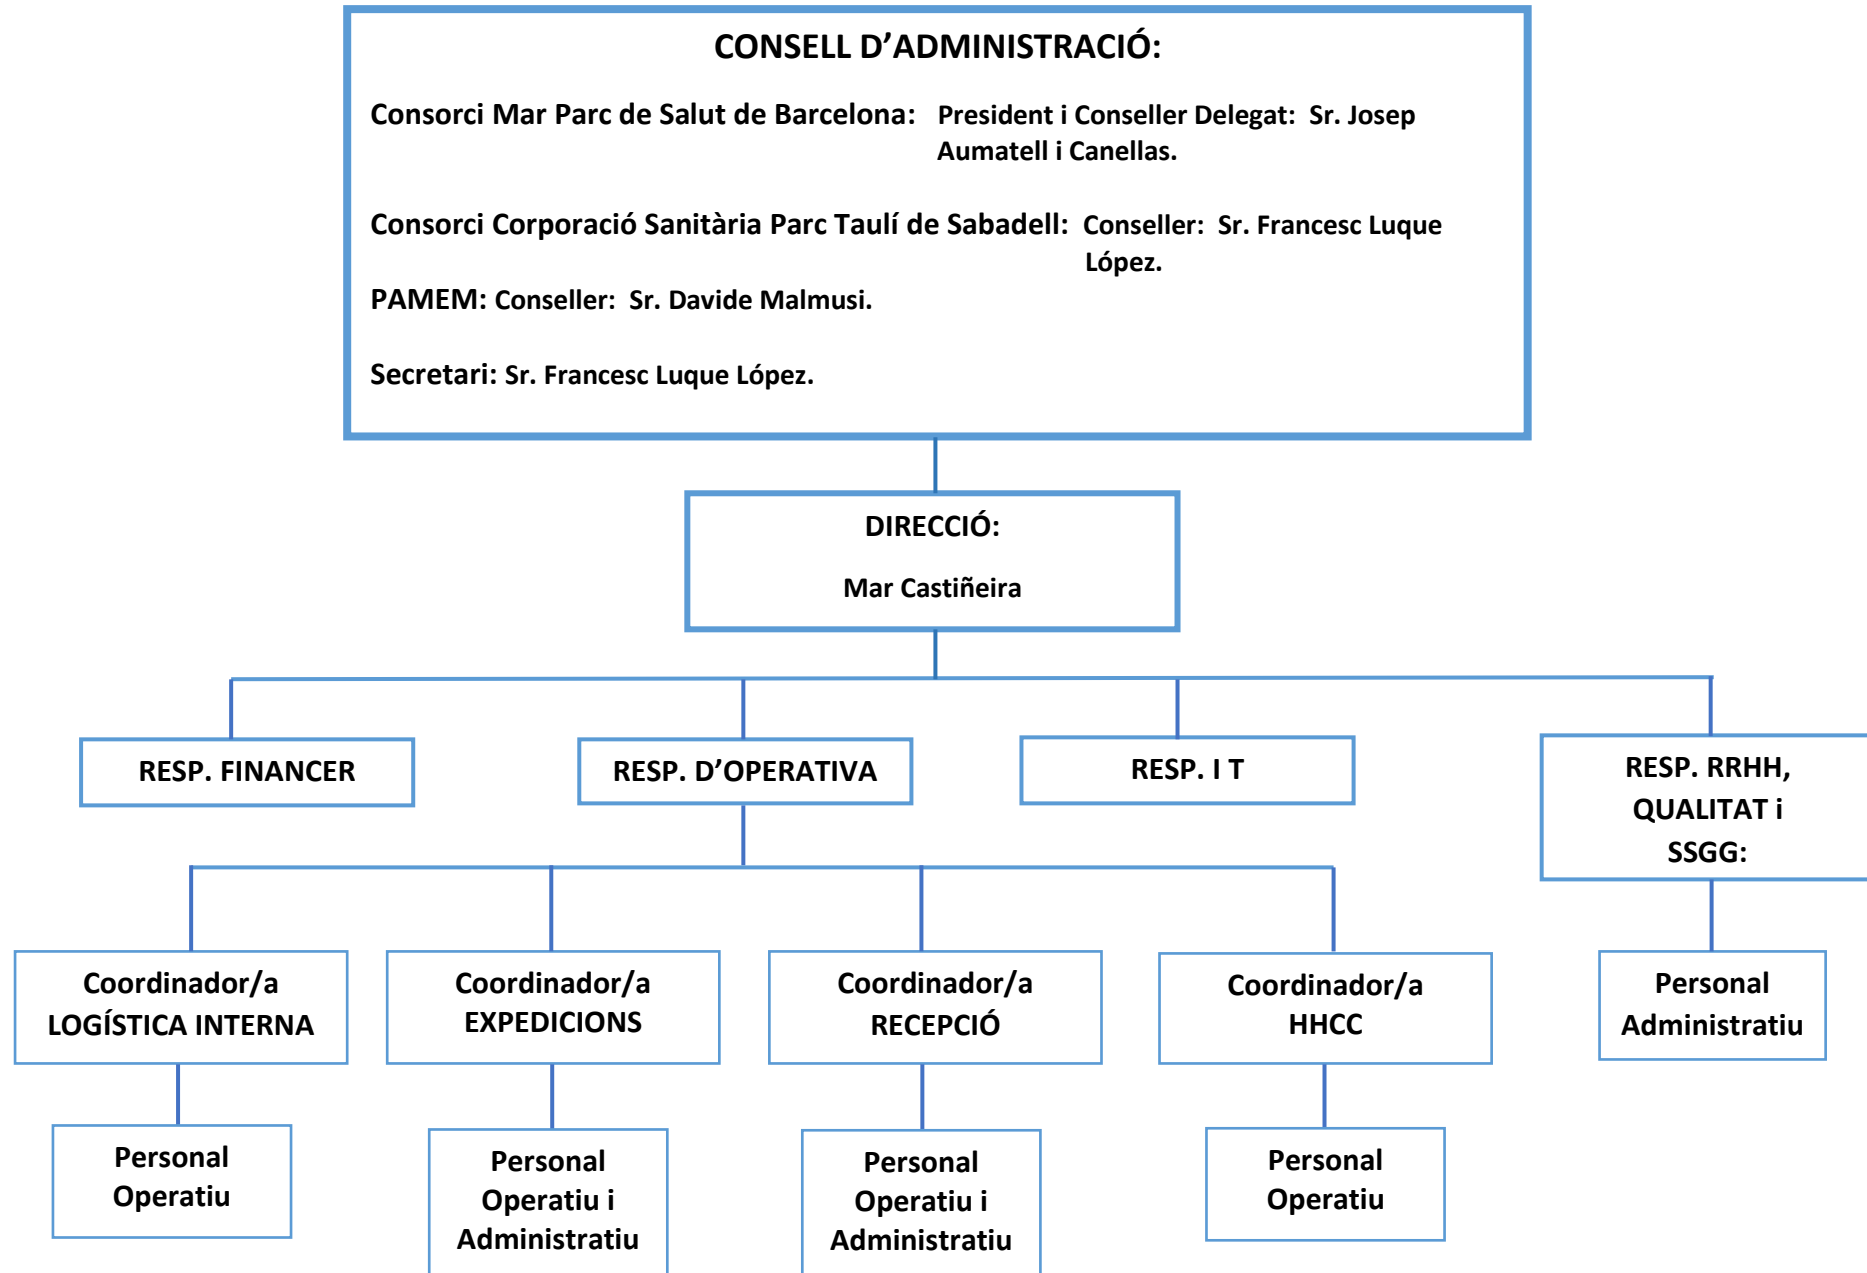 CONSELL D’ADMINISTRACIÓ:
Consorci Mar Parc de Salut de Barcelona: President i Conseller Delegat: Sr. Josep
Aumatell i Canellas.
Consorci Corporació Sanitària Parc Taulí de Sabadell: Conseller: Sr. Francesc Luque
López.
PAMEM: Conseller: Sr. Davide Malmusi.
Secretari: Sr. Francesc Luque López.
DIRECCIÓ:
Mar Castiñeira
RESP. FINANCER
RESP. D’OPERATIVA
RESP. I T
RESP. RRHH,
QUALITAT i
SSGG:
Coordinador/a
LOGÍSTICA INTERNA
Coordinador/a
EXPEDICIONS
Coordinador/a
RECEPCIÓ
Coordinador/a
HHCC
Personal
Administratiu
Personal
Operatiu
Personal
Operatiu i
Administratiu
Personal
Operatiu i
Administratiu
Personal
Operatiu